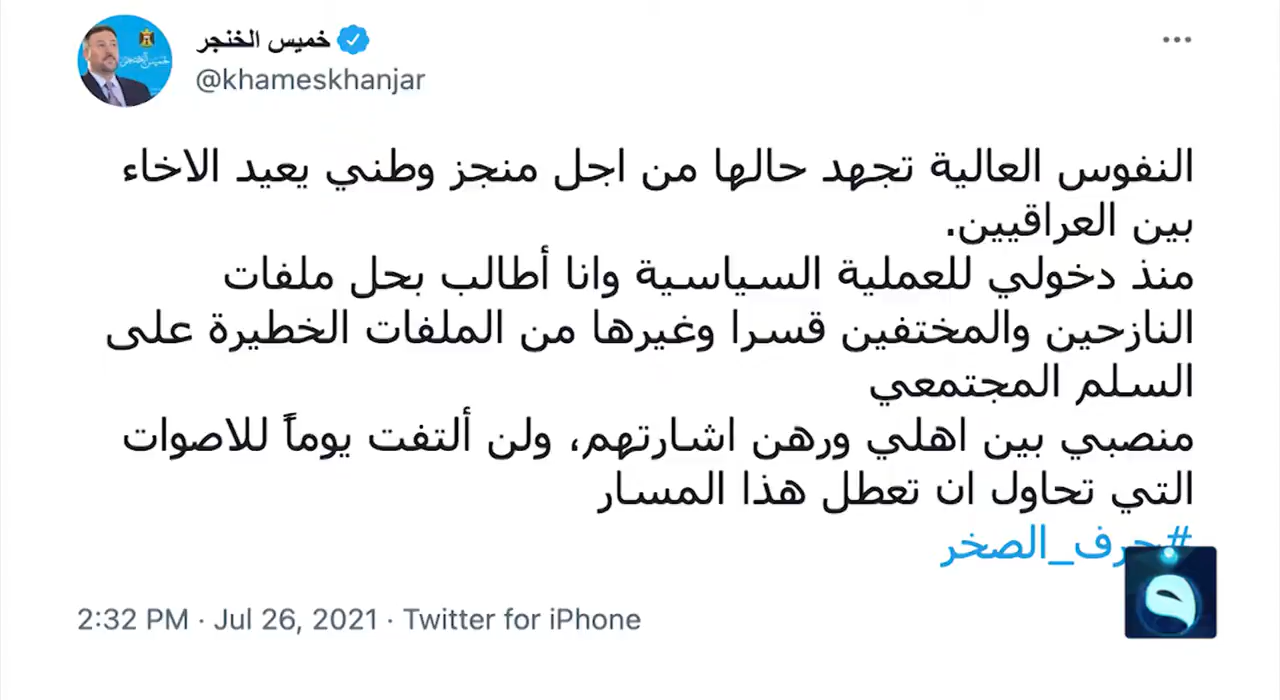 خميس الخنجر
@khameskhanjar
النفوس العالية تجهد حالها من اجل منجز وطني يعيد الاخاء
بين العراقيين.
منذ دخولي للعملية السياسية وانا أطالب بحل ملفات
النازحين والمختفين قسرا وغيرها من الملفات الخطيرة على
السلم المجتمعي
منصبي بين اهلي ورهن اشارتهم، ولن ألتفت يوماً للاصوات
التي تحاول ان تعطل هذا المسار
#جرف_الصخر
2:32 PM · Jul 26, 2021 · Twitter for iPhone